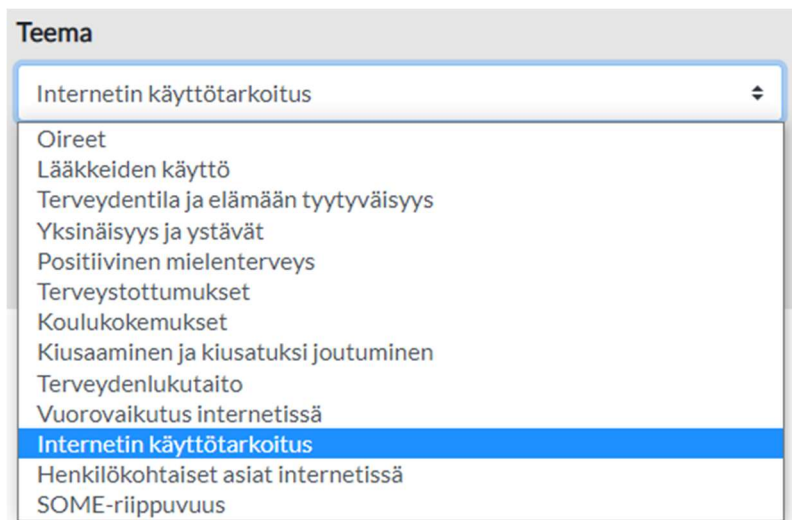 Teema
Internetin käyttötarkoitus
Oireet
Lääkkeiden käyttö
Terveydentila ja elämään tyytyväisyys
Yksinäisyys ja ystävät
Positiivinen mielenterveys
Terveystottumukset
Koulukokemukset
Kiusaaminen ja kiusatuksi joutuminen
Terveydenlukutaito
Vuorovaikutus internetissä
Internetin käyttötarkoitus
Henkilökohtaiset asiat internetissä
SOME-riippuvuus